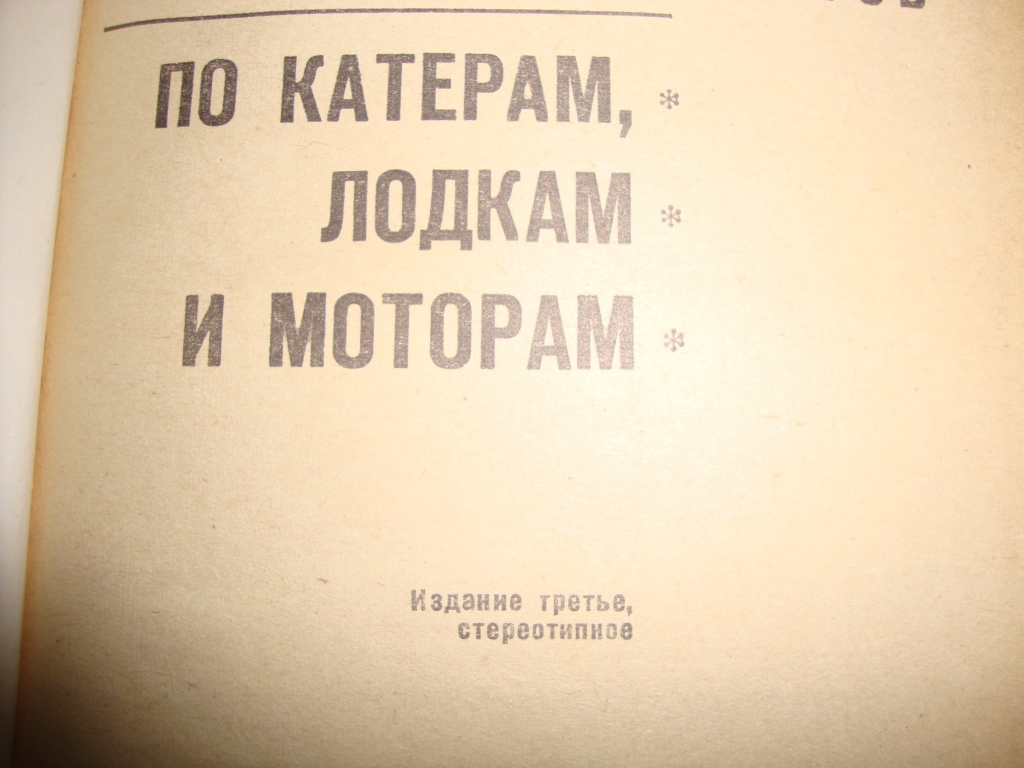 ПО КАТЕРАМ, *
ЛОДКАМ *
И МОТОРАМ *
Издание третье,
стереотипное